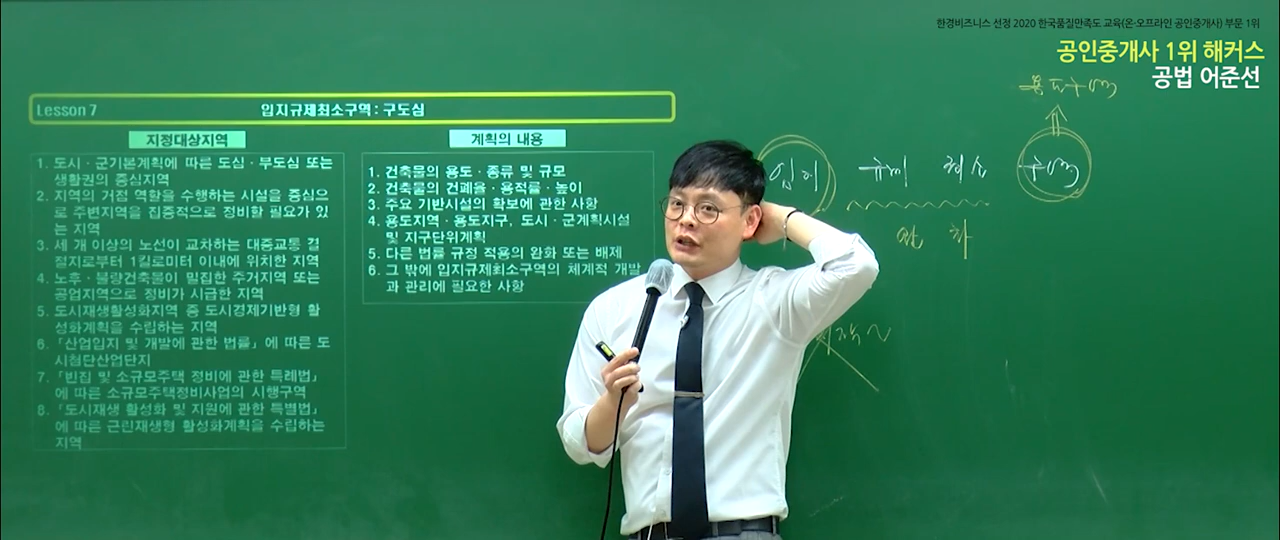 한경비즈니스 선정 2020 한국품질만족도 교육(온·오프라인 공인중개사) 부문 1위
공인중개사 1위 해커스
공법 어준선
Lesson 7 입지규제최소구역 : 구도심
지정대상지역
1. 도시·군기본계획에 따른 도심·부도심 또는
생활권의 중심지역
2. 지역의 거점 역할을 수행하는 시설을 중심으
로 주변지역을 집중적으로 정비할 필요가 있
는 지역
3. 세 개 이상의 노선이 교차하는 대중교통 결
절지로부터 1킬로미터 이내에 위치한 지역
4. 노후·불량건축물이 밀집한 주거지역 또는
공업지역으로 정비가 시급한 지역
5. 도시재생활성화지역 중 도시경제기반형 활
성화계획을 수립하는 지역
6. 「산업입지 및 개발에 관한 법률」에 따른 도
시첨단산업단지
7. 「빈집 및 소규모주택 정비에 관한 특례법」
에 따른 소규모주택정비사업의 시행구역
8. 「도시재생 활성화 및 지원에 관한 특별법」
에 따른 근린재생형 활성화계획을 수립하는
지역
계획의 내용
1. 건축물의 용도·종류 및 규모
2. 건축물의 건폐율·용적률·높이
3. 주요 기반시설의 확보에 관한 사항
4. 용도지역·용도지구, 도시·군계획시설
및 지구단위계획
5. 다른 법률 규정 적용의 완화 또는 배제
6. 그 밖에 입지규제최소구역의 체계적 개발
과 관리에 필요한 사항
입지 규제 최소 구역
완 화